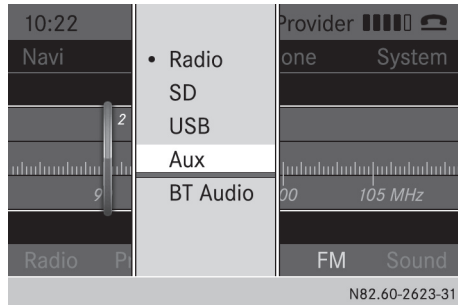 10:22 Provider
Navi one System
• Radio
SD
USB
Aux
BT Audio
2
9 00 105 MHz
Radio P FM Sound
N82.60-2623-31